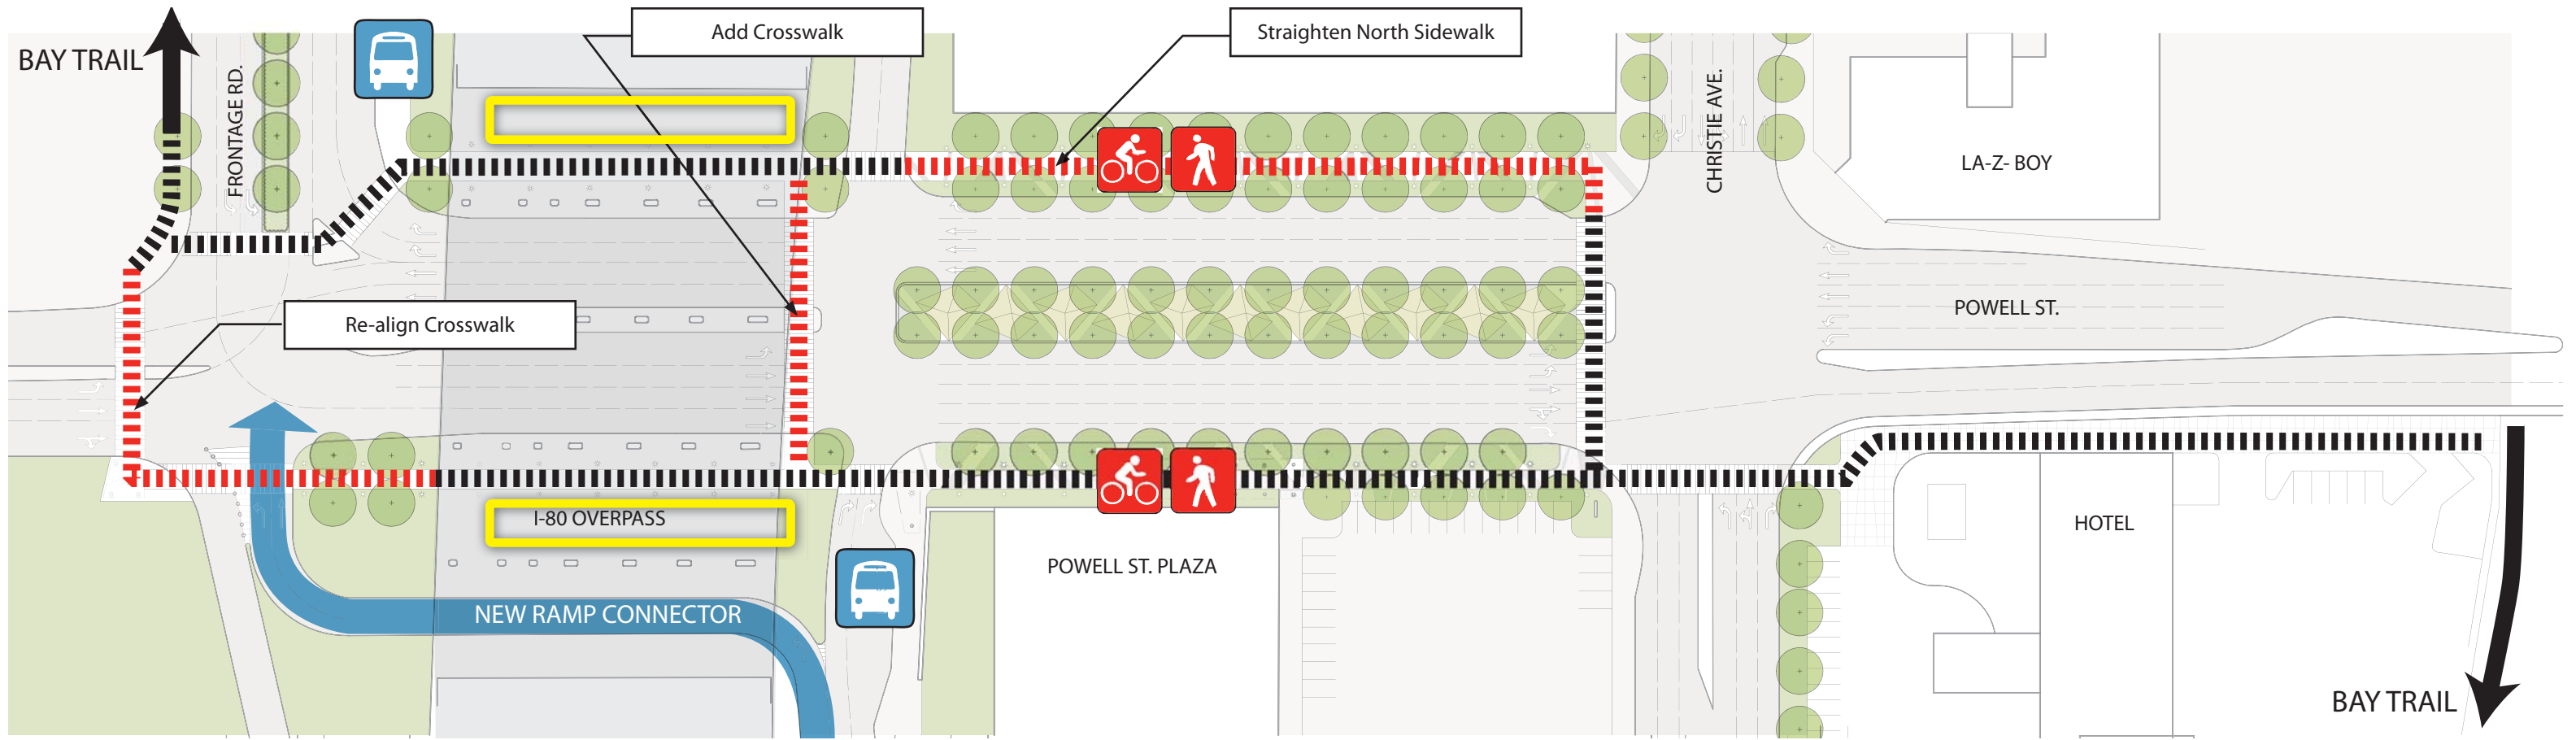 Add Crosswalk
Straighten North Sidewalk
BAY TRAIL
FRONTAGE RD.
CHRISTIE AVE.
LA-Z- BOY
Re-align Crosswalk
POWELL ST.
I-80 OVERPASS
HOTEL
POWELL ST. PLAZA
NEW RAMP CONNECTOR
BAY TRAIL